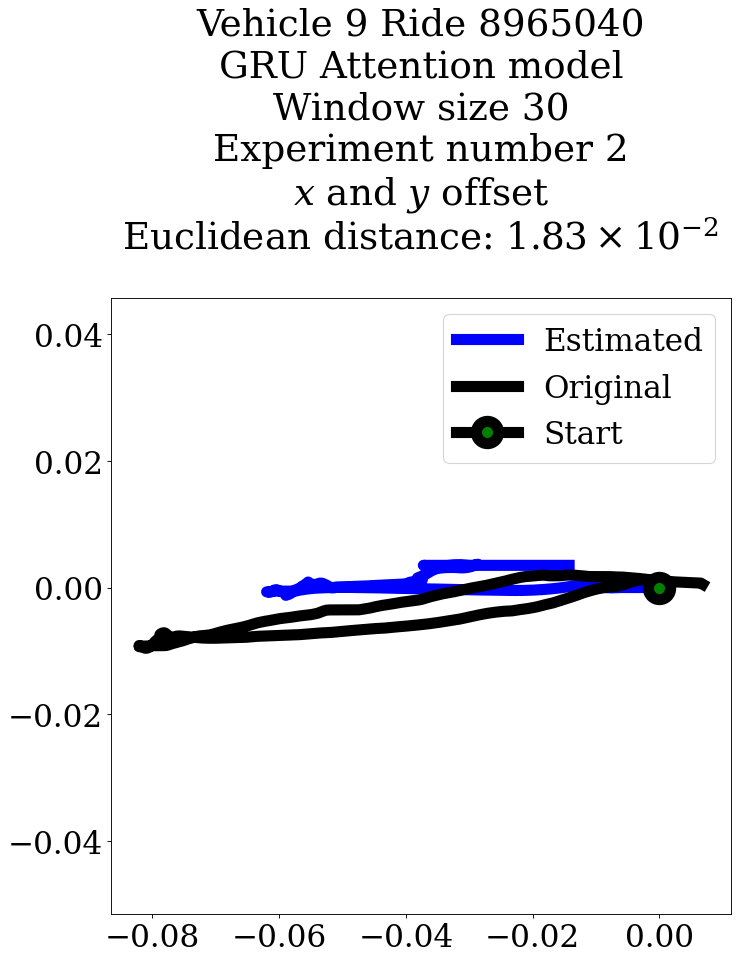 Vehicle 9 Ride 8965040
GRU Attention model
Window size 30
Experiment number 2
x and y offset
Euclidean distance: 1.83 × 10⁻²
0.04
0.02
0.00
−0.02
−0.04
Estimated
Original
Start
−0.08 −0.06 −0.04 −0.02 0.00